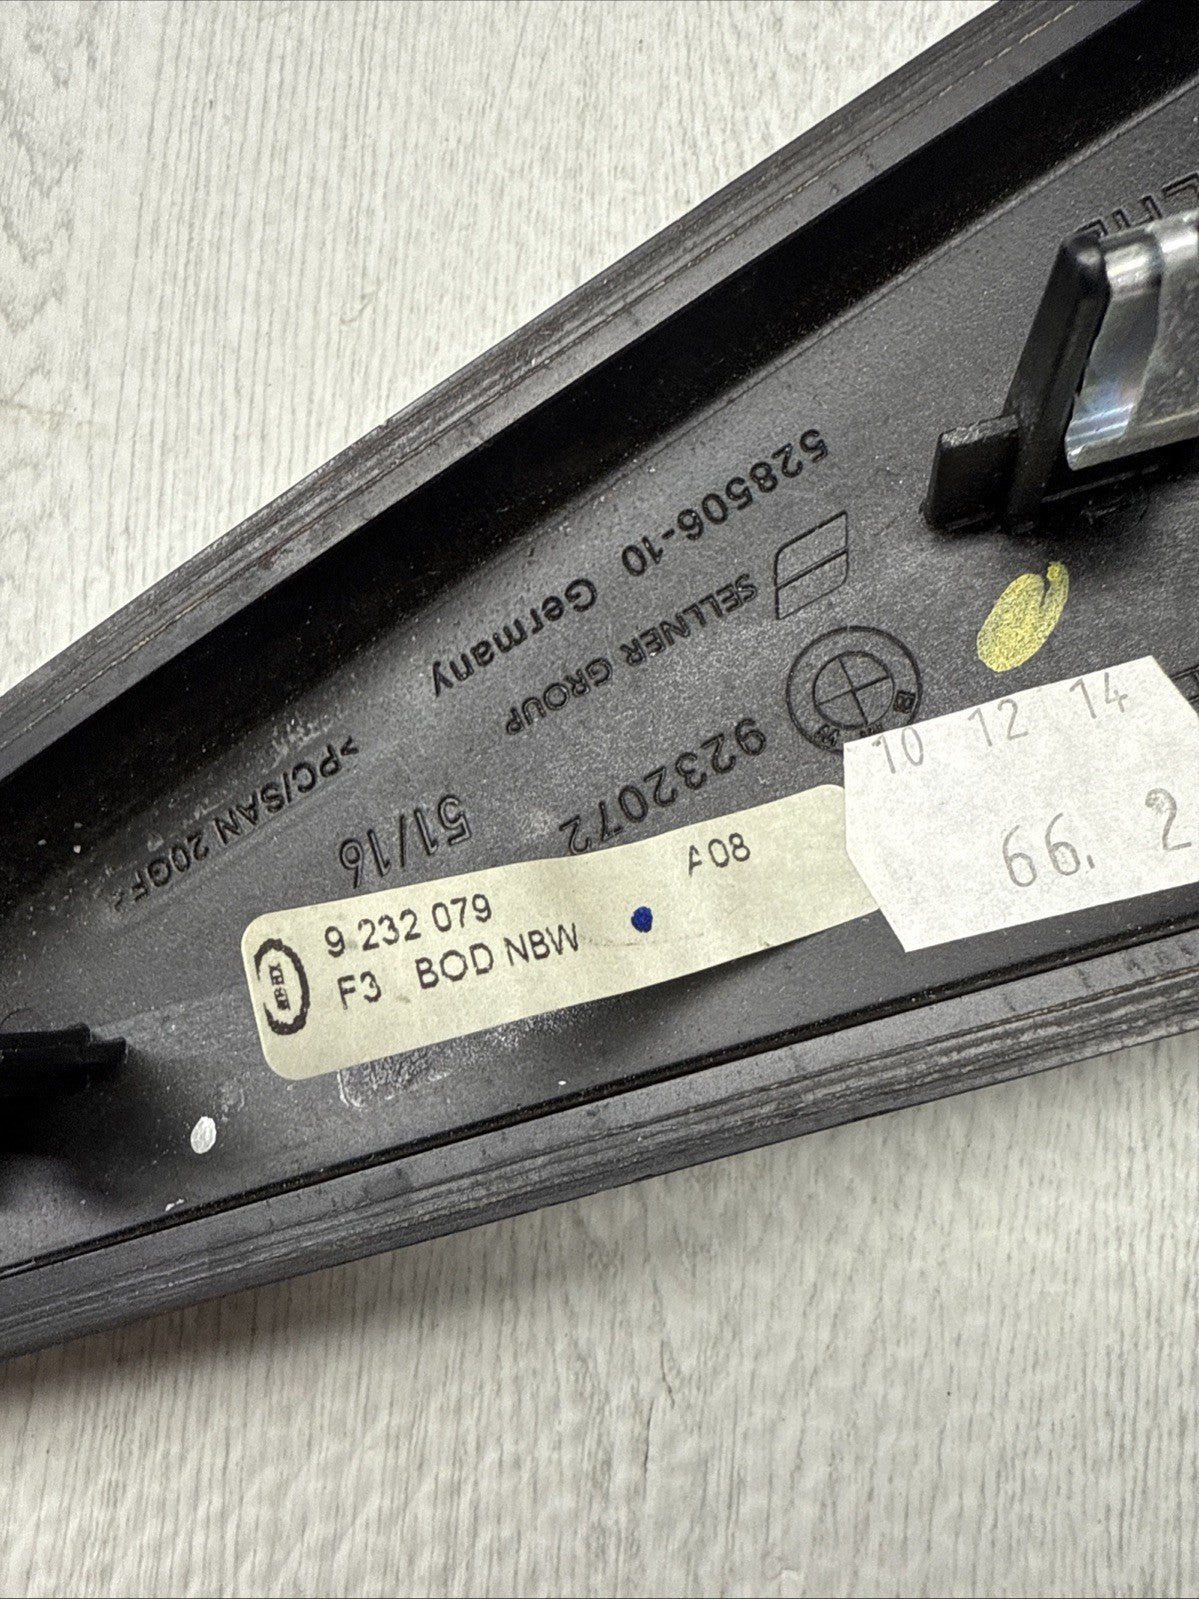 528506-10 Germany
SELLNER GROUP
BMW
9232072
51/16
>PC/SAN 20GF<
10 12 14
66. 2
A08
9 232 079
F3 BOD NBW